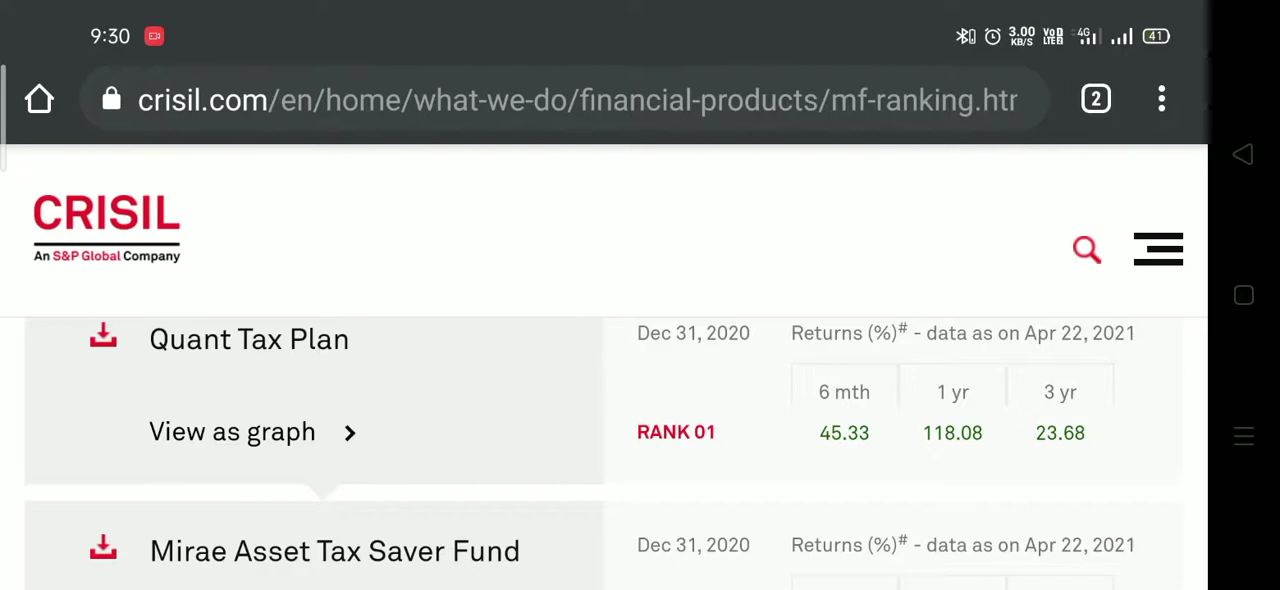 9:30
3.00 KB/S
VoD LTE 2
4G
41
crisil.com/en/home/what-we-do/financial-products/mf-ranking.htr
2
CRISIL
An S&P Global Company
Quant Tax Plan
Dec 31, 2020
Returns (%)# - data as on Apr 22, 2021
6 mth 1 yr 3 yr
View as graph
RANK 01
45.33 118.08 23.68
Mirae Asset Tax Saver Fund
Dec 31, 2020
Returns (%)# - data as on Apr 22, 2021